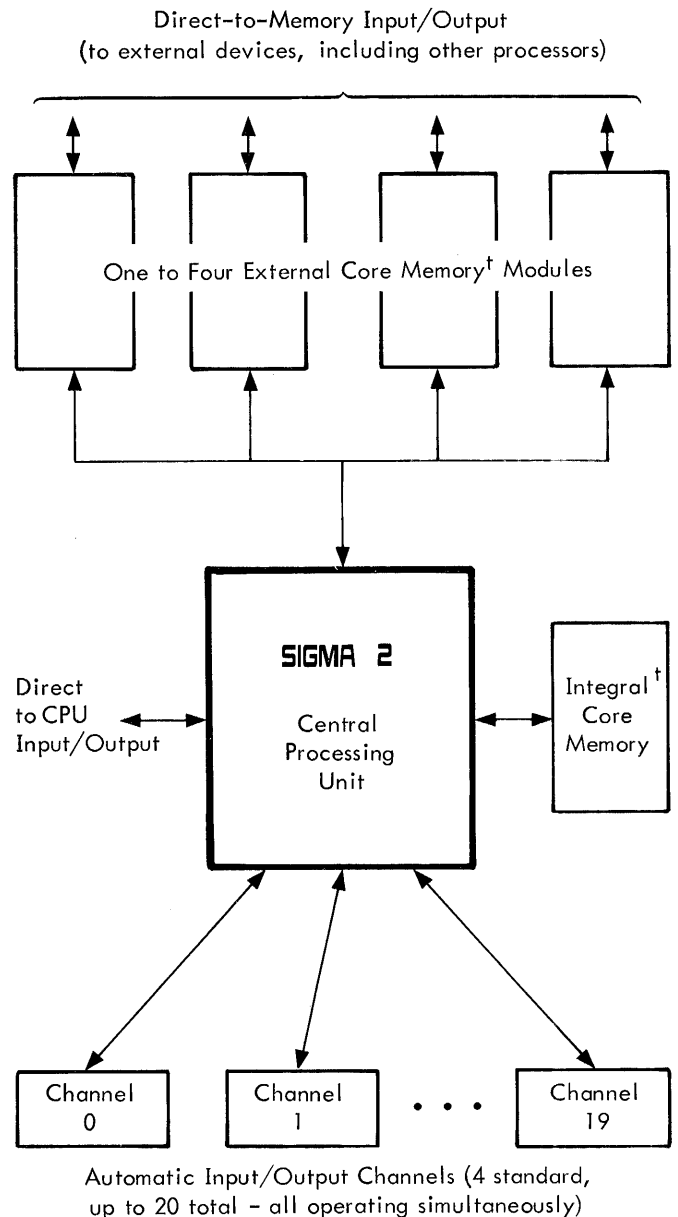 Direct-to-Memory Input/Output
(to external devices, including other processors)
One to Four External Core Memory† Modules
SIGMA 2
Central
Processing
Unit
Direct
to CPU
Input/Output
Integral†
Core
Memory
Channel
0
Channel
1
• • •
Channel
19
Automatic Input/Output Channels (4 standard,
up to 20 total - all operating simultaneously)